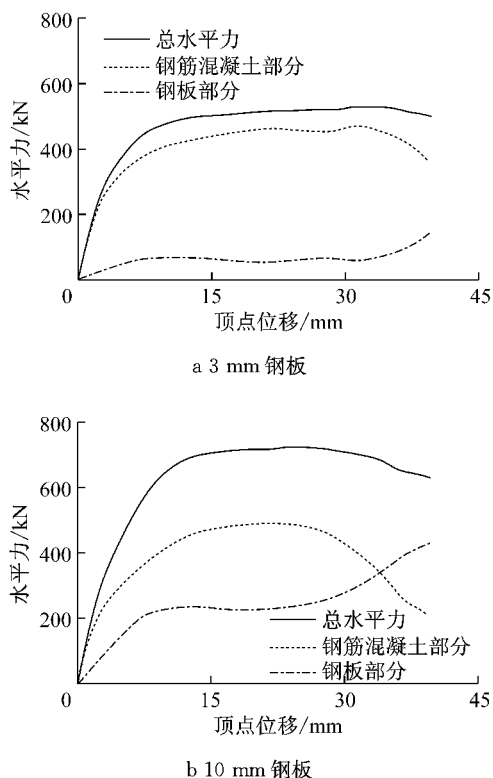 800
600
400
200
0
15
30
45
水平力/kN
总水平力
钢筋混凝土部分
钢板部分
顶点位移/mm
a 3 mm 钢板
800
600
400
200
0
15
30
45
水平力/kN
总水平力
钢筋混凝土部分
钢板部分
顶点位移/mm
b 10 mm 钢板